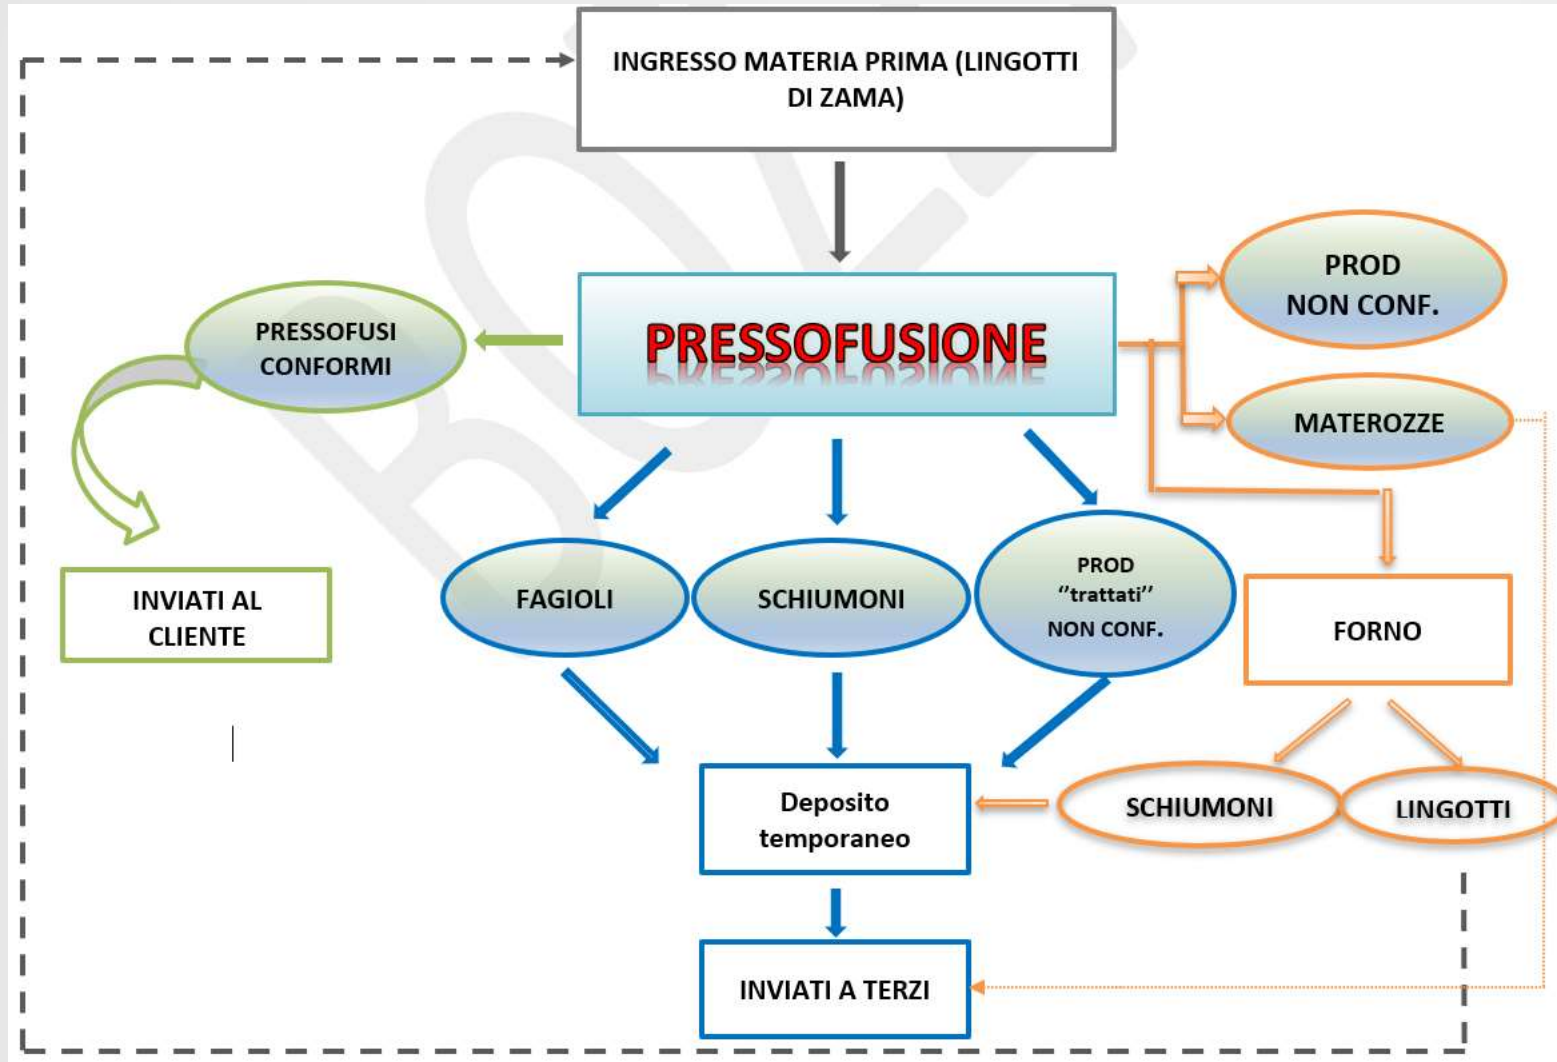 INGRESSO MATERIA PRIMA (LINGOTTI
DI ZAMA)
PROD
NON CONF.
PRESSOFUSI
CONFORMI
PRESSOFUSIONE
MATEROZZE
INVIATI AL
CLIENTE
FAGIOLI
SCHIUMONI
PROD
"trattati"
NON CONF.
FORNO
Deposito
temporaneo
SCHIUMONI
LINGOTTI
INVIATI A TERZI